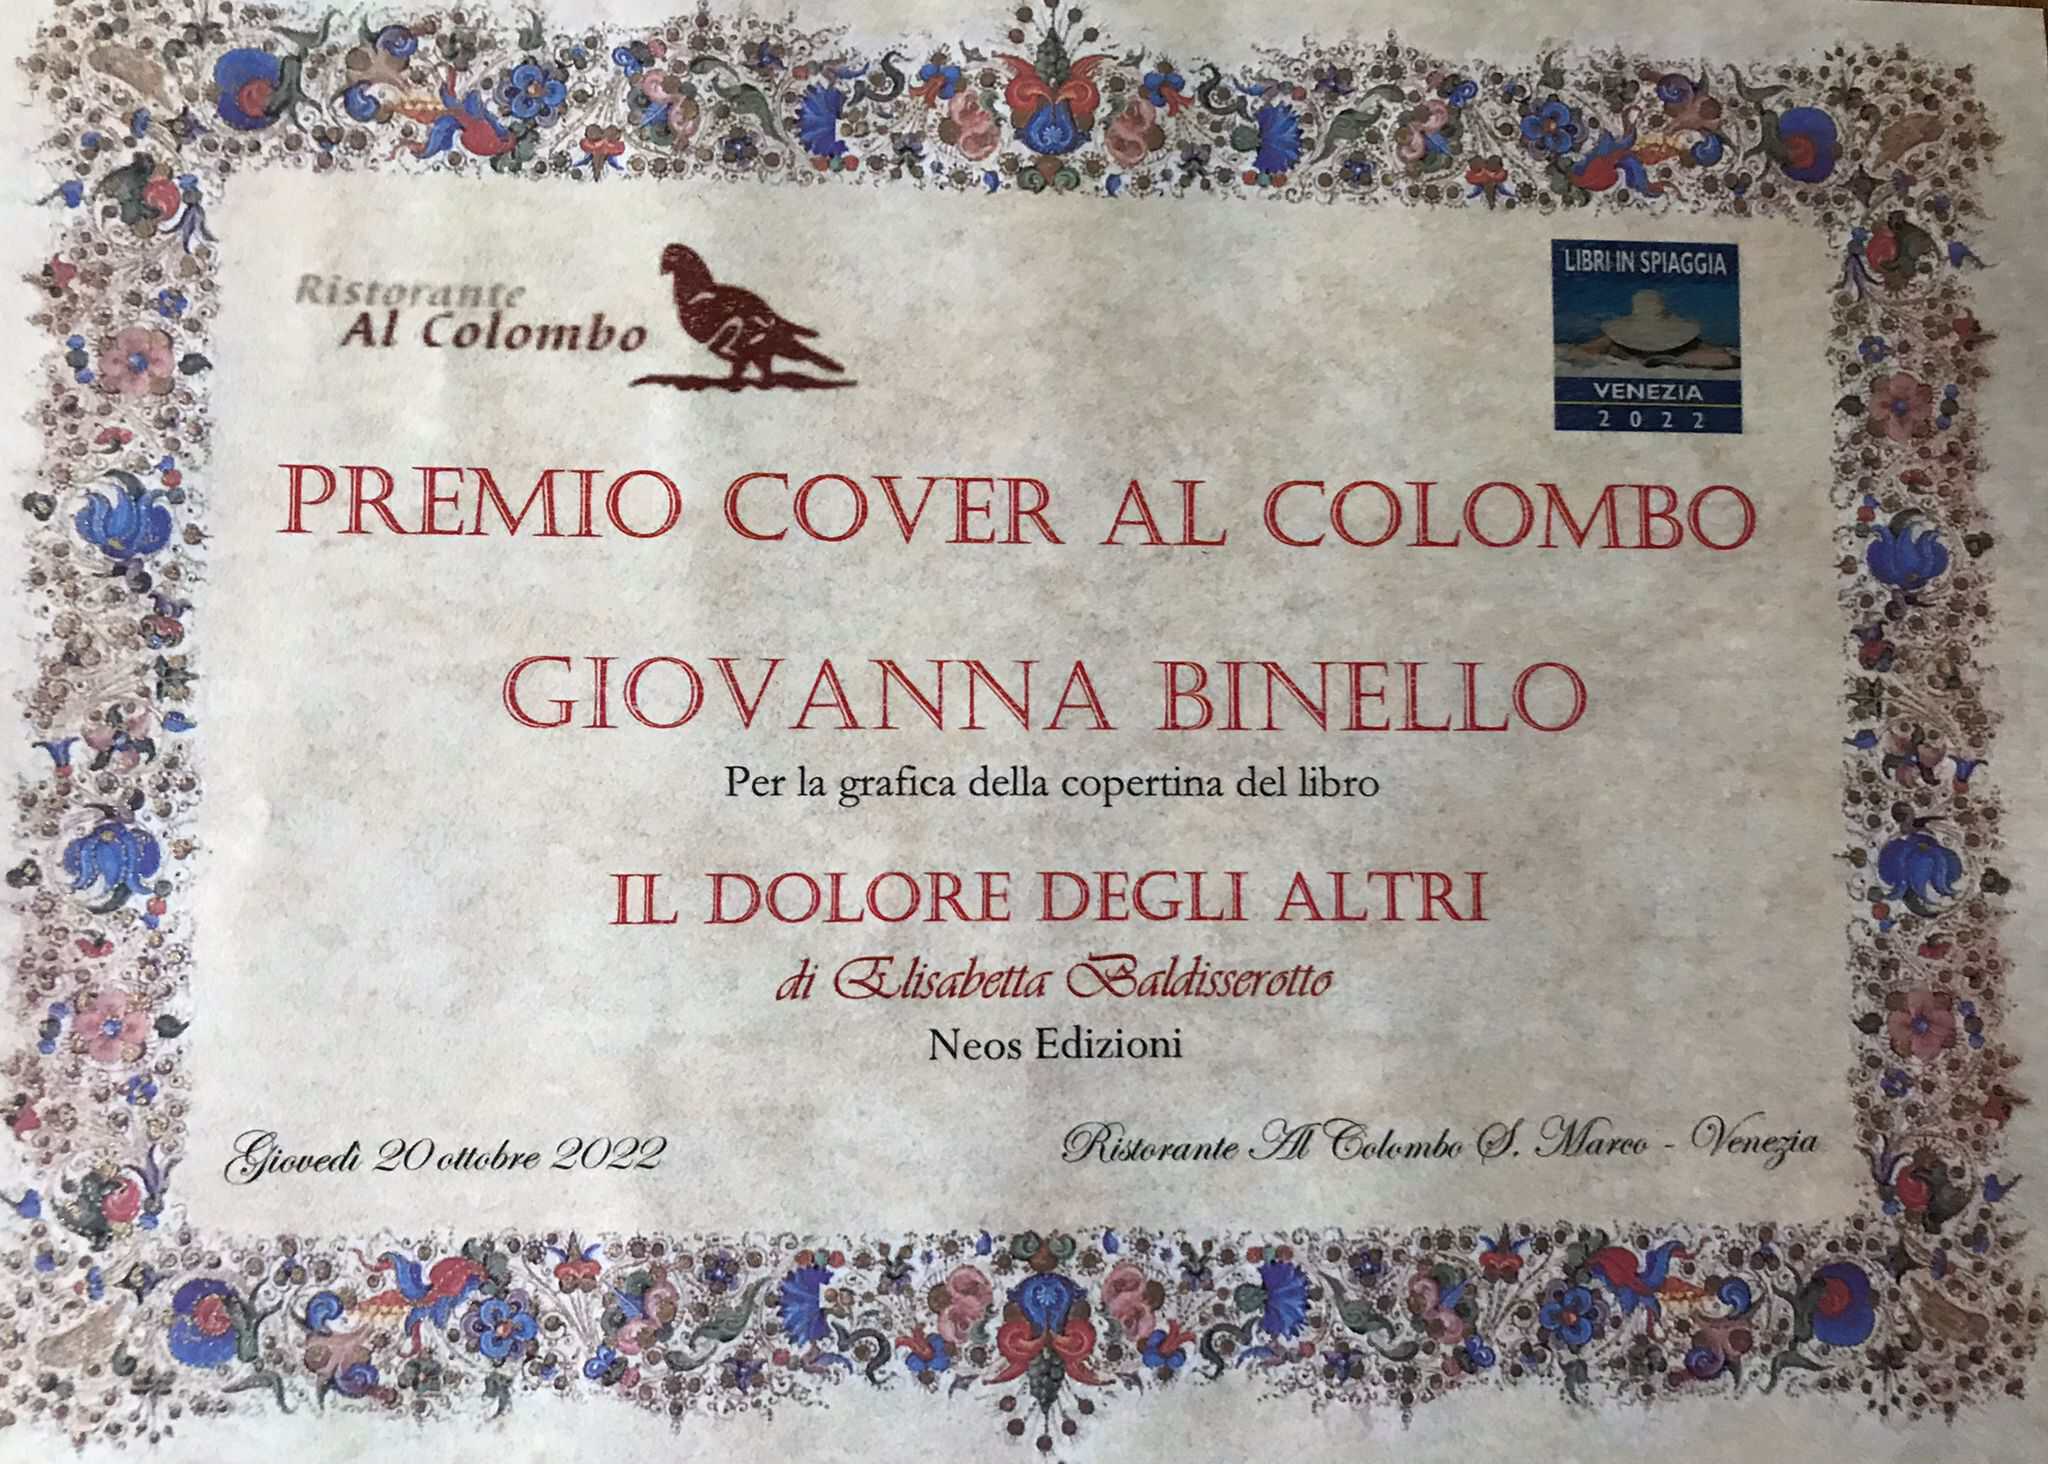 Ristorante
Al Colombo
LIBRI IN SPIAGGIA
VENEZIA
2022
PREMIO COVER AL COLOMBO
GIOVANNA BINELLO
Per la grafica della copertina del libro
IL DOLORE DEGLI ALTRI
di Elisabetta Baldisserotto
Neos Edizioni
Giovedì 20 ottobre 2022
Ristorante Al Colombo S. Marco - Venezia